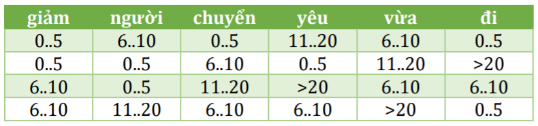 giảm người chuyển yêu vừa đi
0..5 6..10 0..5 11..20 6..10 0..5
0..5 0..5 6..10 0..5 11..20 >20
6..10 0..5 11..20 >20 6..10 6..10
6..10 11..20 6..10 6..10 >20 0..5